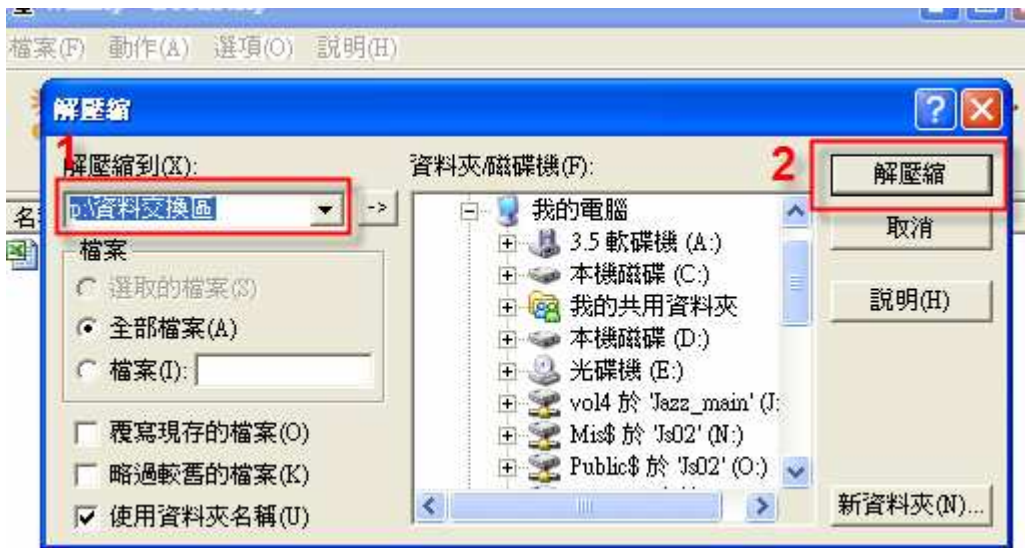 檔案(F) 動作(A) 選項(O) 說明(H)
解壓縮
1
解壓縮到(X):
p:\資料交換區
->
檔案
選取的檔案(S)
全部檔案(A)
檔案(I):
覆寫現存的檔案(O)
略過較舊的檔案(K)
使用資料夾名稱(U)
資料夾/磁碟機(F):
我的電腦
3.5 軟碟機 (A:)
本機磁碟 (C:)
我的共用資料夾
本機磁碟 (D:)
光碟機 (E:)
vol4 於 'Jazz_main' (J:
Mis$ 於 'Js02' (N:)
Public$ 於 'Js02' (O:)
2
解壓縮
取消
說明(H)
新資料夾(N)...